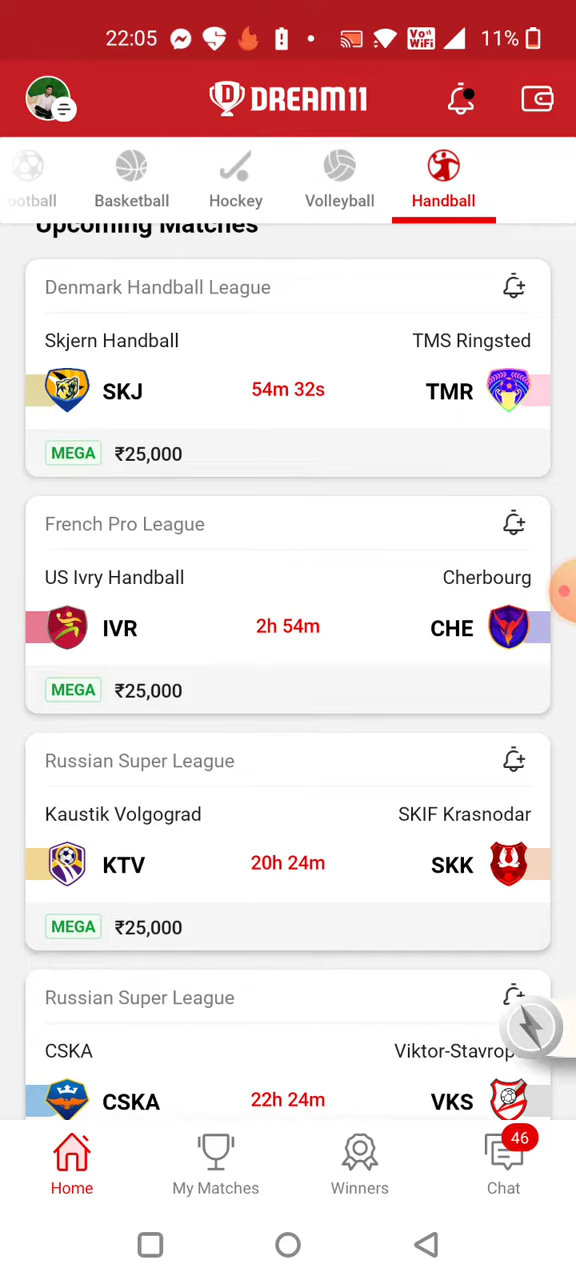 22:05
Vo)) WiFi
11%
DREAM11
ootball
Basketball
Hockey
Volleyball
Handball
Upcoming Matches
Denmark Handball League
Skjern Handball
TMS Ringsted
SKJ
54m 32s
TMR
MEGA
₹25,000
French Pro League
US Ivry Handball
Cherbourg
IVR
2h 54m
CHE
MEGA
₹25,000
Russian Super League
Kaustik Volgograd
SKIF Krasnodar
KTV
20h 24m
SKK
MEGA
₹25,000
Russian Super League
CSKA
Viktor-Stavrop
CSKA
22h 24m
VKS
46
Home
My Matches
Winners
Chat